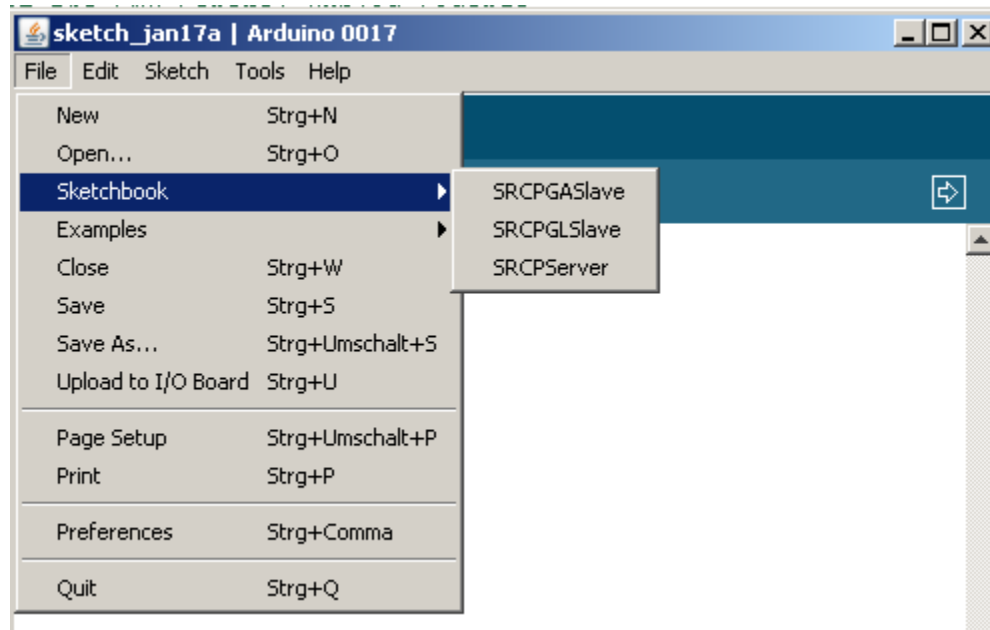 sketch_jan17a | Arduino 0017
File Edit Sketch Tools Help
New Strg+N
Open... Strg+O
Sketchbook
SRCPGASlave
SRCPGLSlave
SRCPServer
Examples
Close Strg+W
Save Strg+S
Save As... Strg+Umschalt+S
Upload to I/O Board Strg+U
Page Setup Strg+Umschalt+P
Print Strg+P
Preferences Strg+Comma
Quit Strg+Q